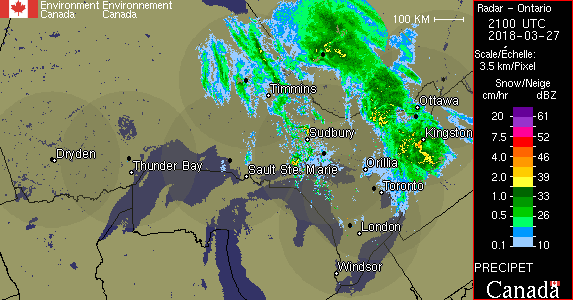 Environment Environnement
Canada Canada
100 KM
Timmins
Ottawa
Sudbury
Kingston
Dryden
Thunder Bay
Sault Ste. Marie
Orillia
Toronto
London
Windsor
Radar - Ontario
2100 UTC
2018-03-27
Scale/Échelle:
3.5 km/Pixel
Snow/Neige
cm/hr dBZ
20 61
7.5 52
4.0 46
2.0 39
1.0 33
0.5 26
0.1 10
PRECIPET
Canada